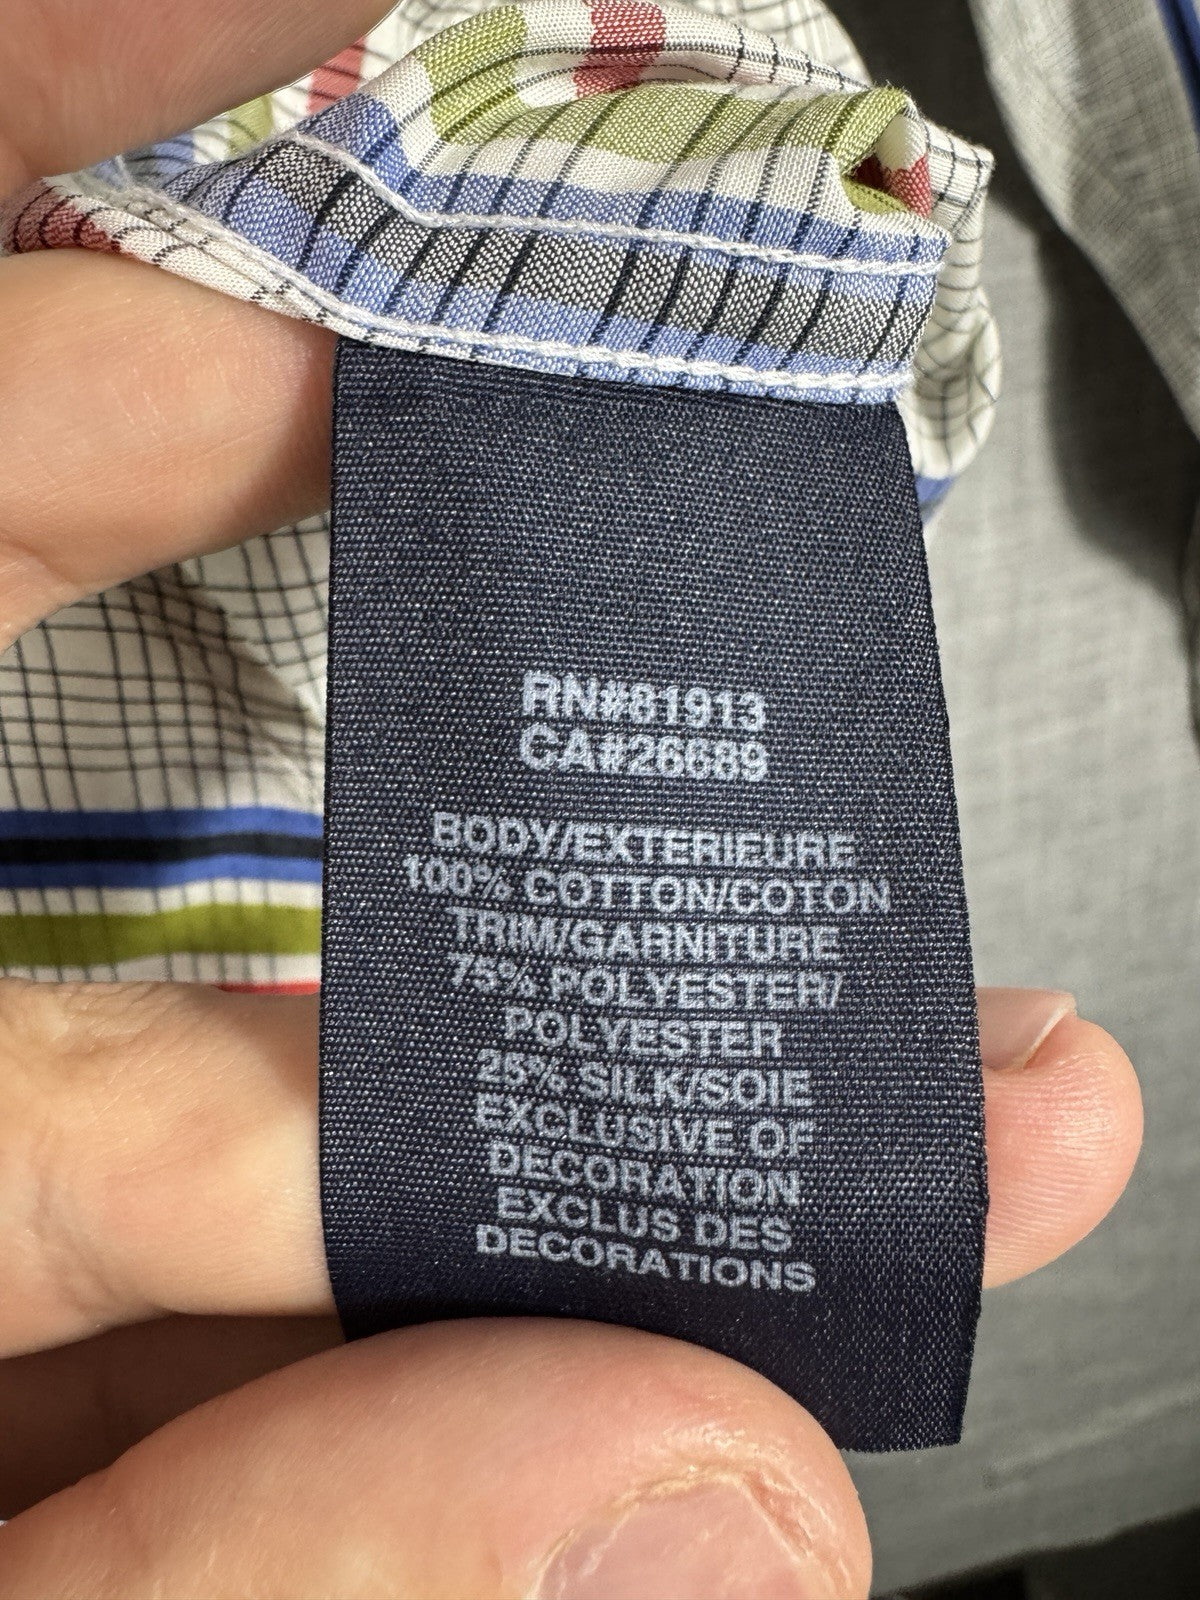 RN#81913
CA#26689
BODY/EXTERIEURE
100% COTTON/COTON
TRIM/GARNITURE
75% POLYESTER/
POLYESTER
25% SILK/SOIE
EXCLUSIVE OF
DECORATION
EXCLUS DES
DECORATIONS